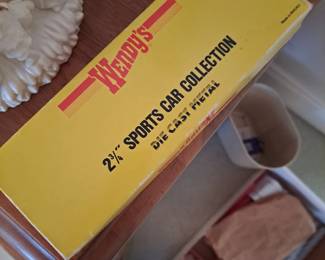 WENDY'S
2¾" SPORTS CAR COLLECTION
DIE CAST METAL